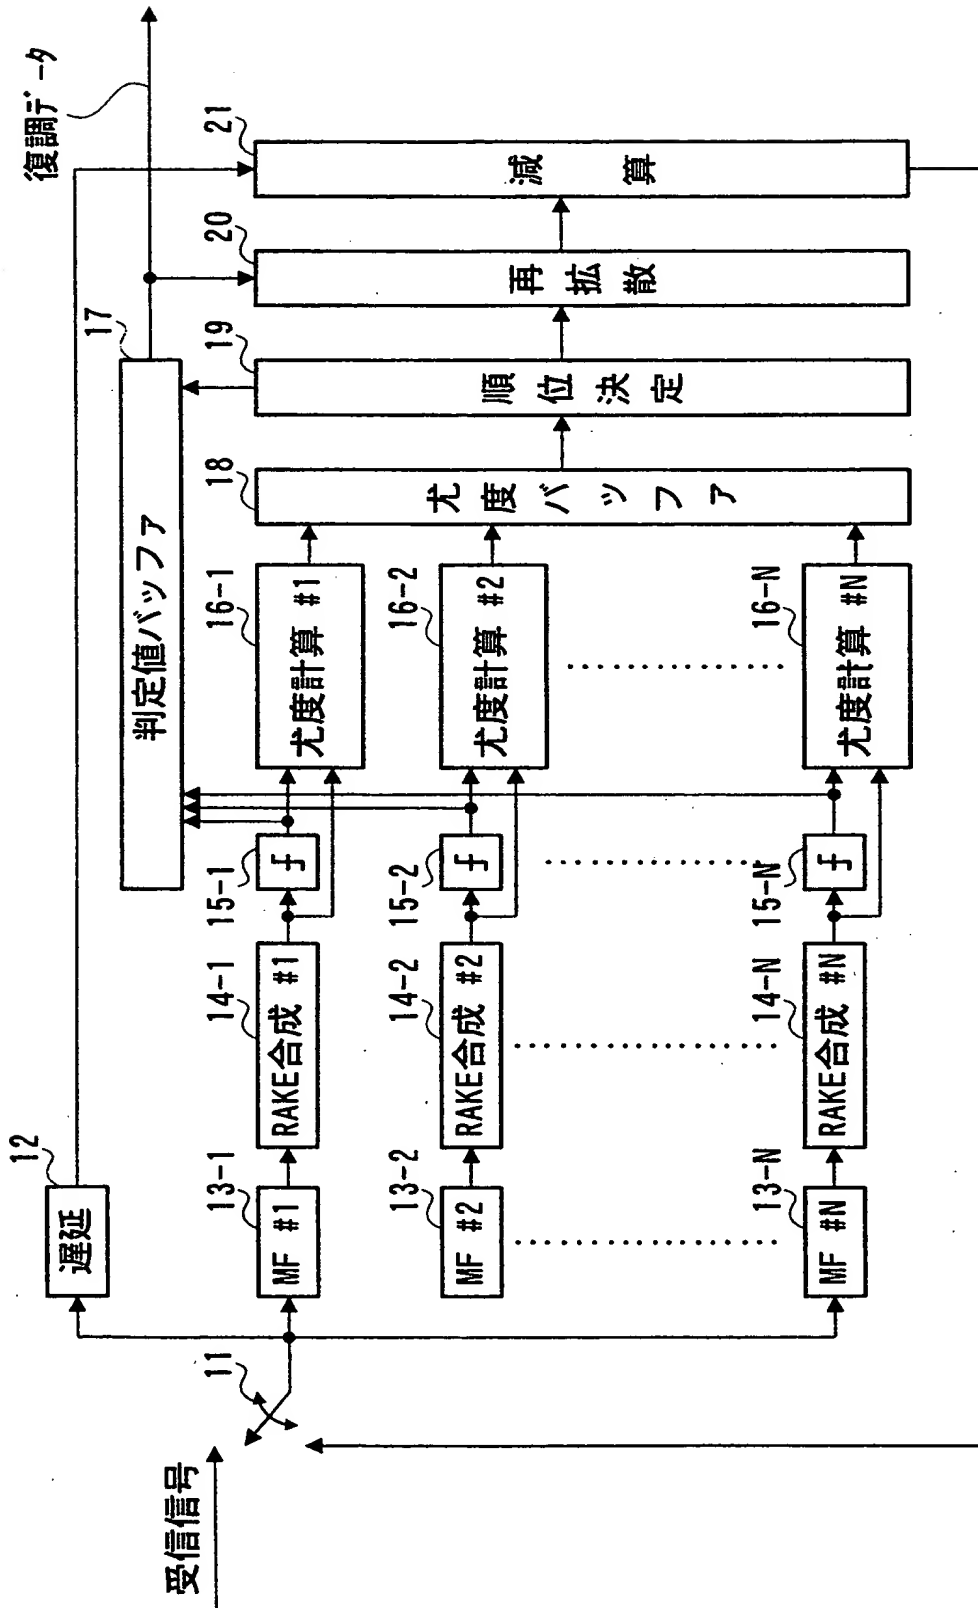 受信信号
11
12
遅延
13-1
MF #1
13-2
MF #2
13-N
MF #N
14-1
RAKE合成 #1
14-2
RAKE合成 #2
14-N
RAKE合成 #N
15-1
15-2
15-N
16-1
尤度計算 #1
16-2
尤度計算 #2
16-N
尤度計算 #N
17
判定値バッファ
18
尤度バッファ
19
順位決定
20
再拡散
21
減算
復調データ